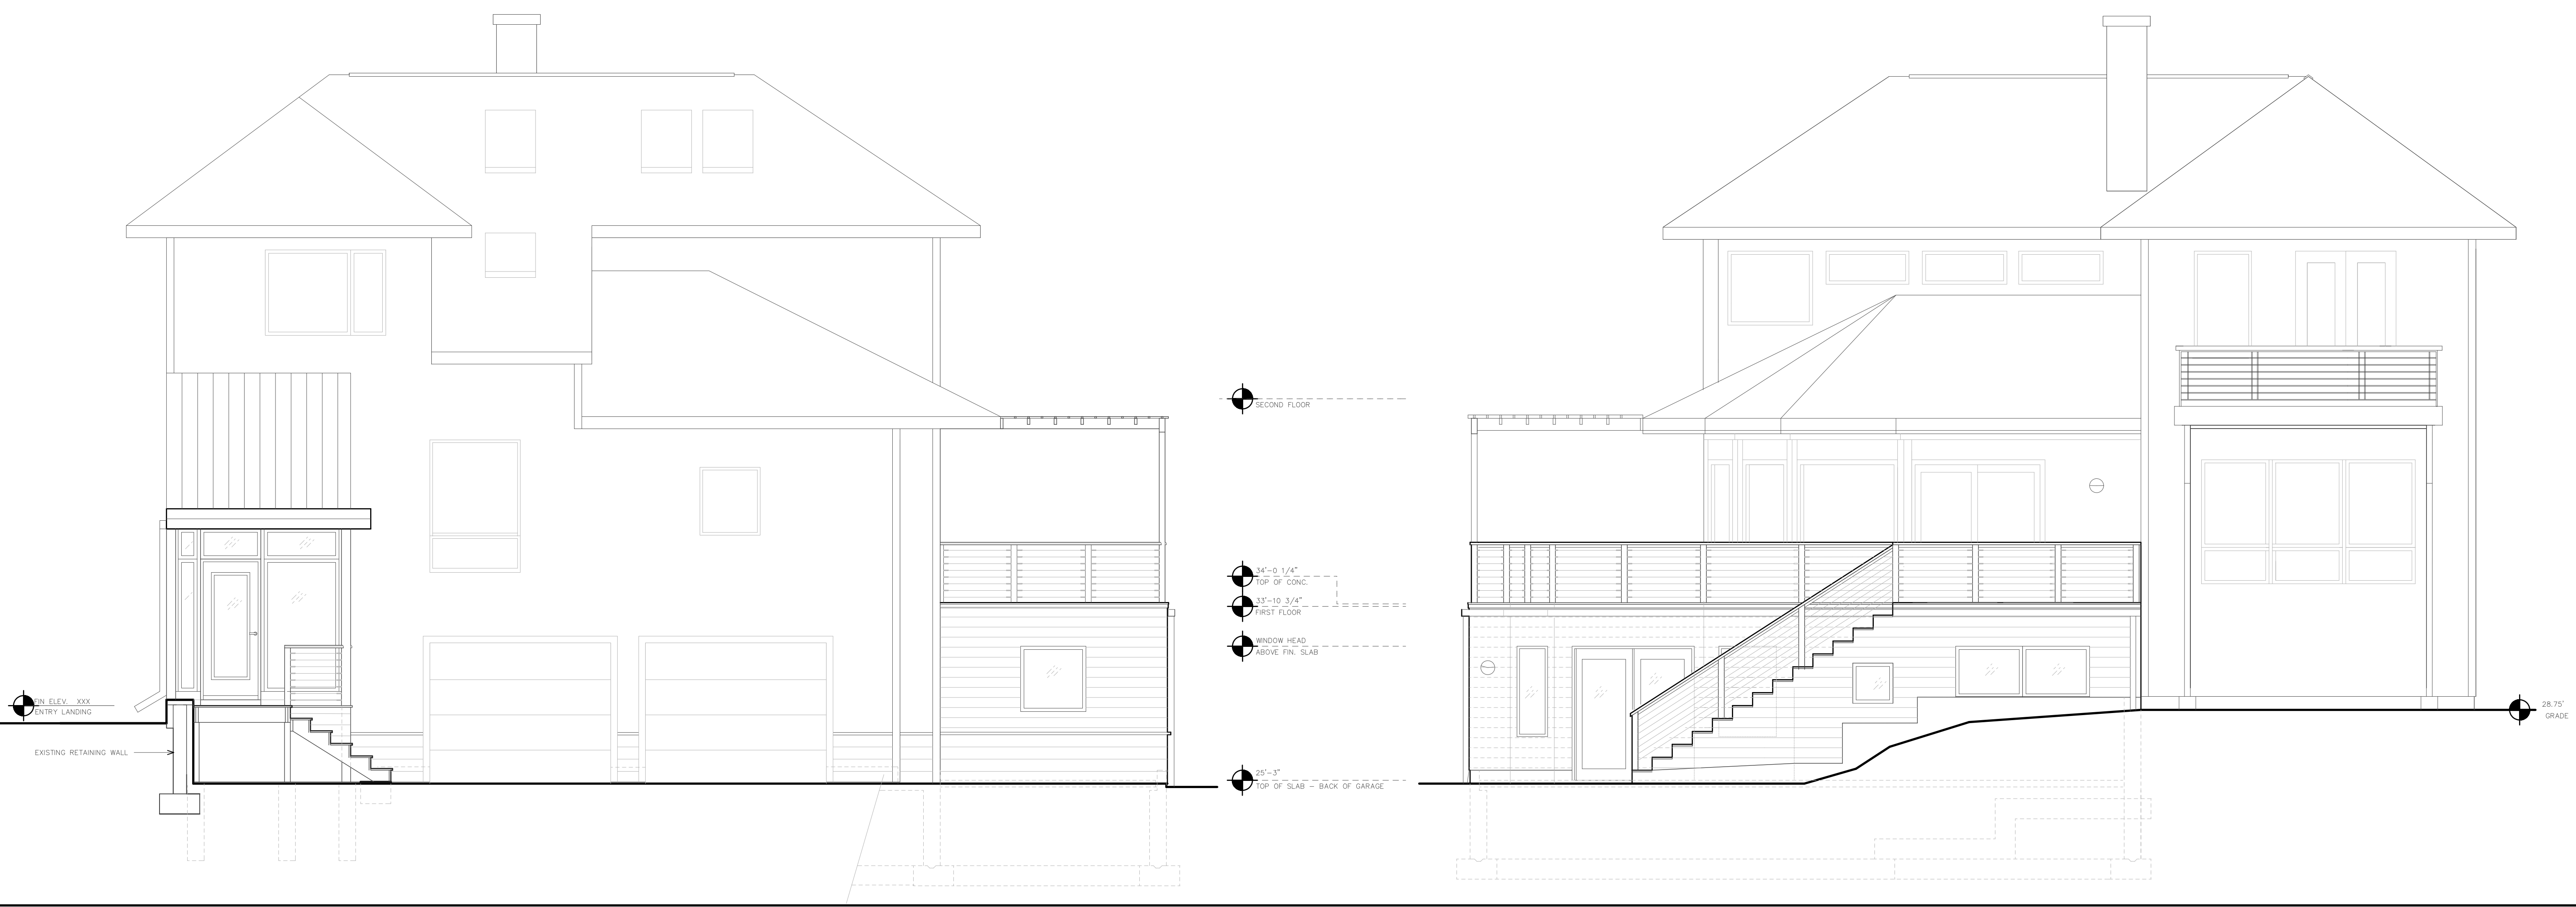 SECOND FLOOR
34'-0 1/4"
TOP OF CONC.
33'-10 3/4"
FIRST FLOOR
WINDOW HEAD
ABOVE FIN. SLAB
FIN ELEV. XXX
ENTRY LANDING
28.75'
GRADE
EXISTING RETAINING WALL
25'-3"
TOP OF SLAB – BACK OF GARAGE